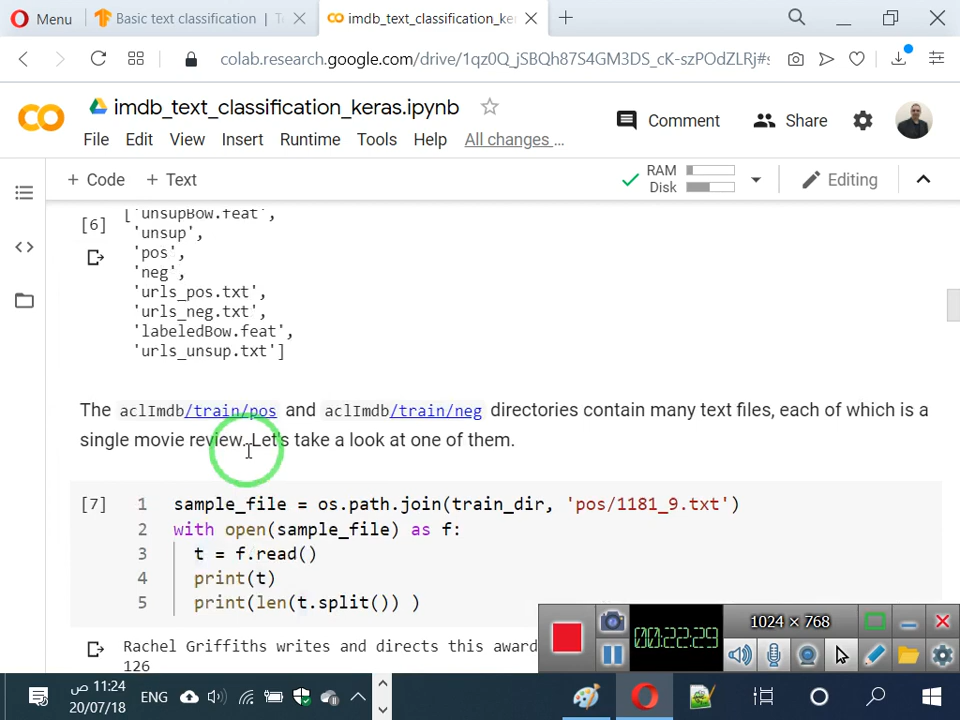 Menu
Basic text classification
imdb_text_classification_ke
colab.research.google.com/drive/1qz0Q_jSBQh87S4GM3DS_cK-szPOdZLRj#s
imdb_text_classification_keras.ipynb
Comment
Share
File Edit View Insert Runtime Tools Help All changes …
+ Code + Text
RAM
Disk
Editing
[6]
['unsupBow.feat',
'unsup',
'pos',
'neg',
'urls_pos.txt',
'urls_neg.txt',
'labeledBow.feat',
'urls_unsup.txt']
The aclImdb/train/pos and aclImdb/train/neg directories contain many text files, each of which is a
single movie review. Let's take a look at one of them.
[7]
1 sample_file = os.path.join(train_dir, 'pos/1181_9.txt')
2 with open(sample_file) as f:
3 t = f.read()
4 print(t)
5 print(len(t.split()) )
Rachel Griffiths writes and directs this award
126
00:22:29
1024 × 768
11:24 ص
20/07/18
ENG